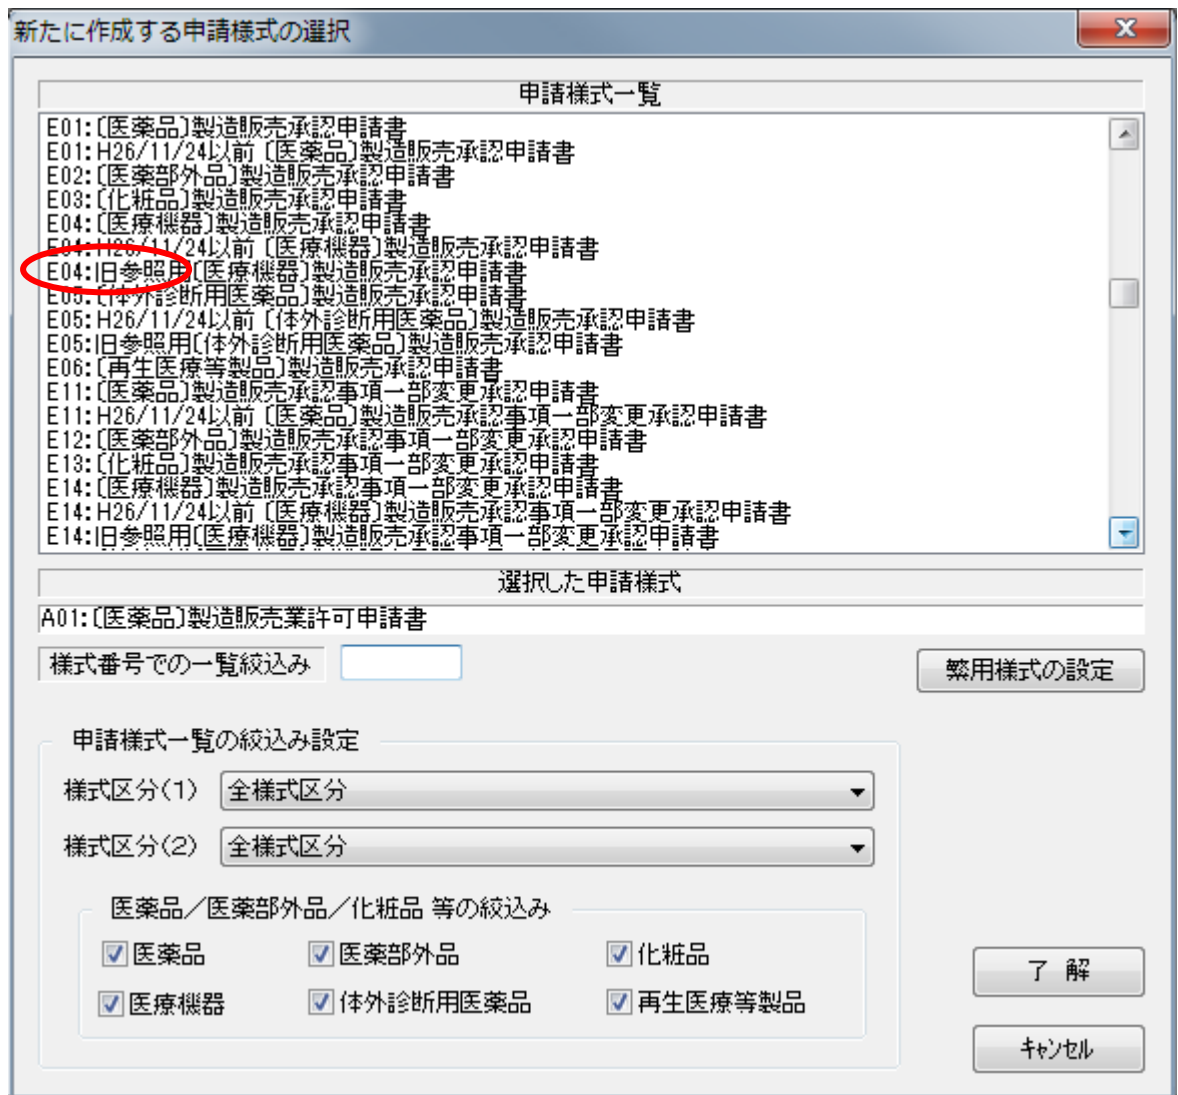 新たに作成する申請様式の選択
申請様式一覧
E01:〔医薬品〕製造販売承認申請書
E01:H26/11/24以前〔医薬品〕製造販売承認申請書
E02:〔医薬部外品〕製造販売承認申請書
E03:〔化粧品〕製造販売承認申請書
E04:〔医療機器〕製造販売承認申請書
E04:H26/11/24以前〔医療機器〕製造販売承認申請書
E04:旧参照用〔医療機器〕製造販売承認申請書
E05:〔体外診断用医薬品〕製造販売承認申請書
E05:H26/11/24以前〔体外診断用医薬品〕製造販売承認申請書
E05:旧参照用〔体外診断用医薬品〕製造販売承認申請書
E06:〔再生医療等製品〕製造販売承認申請書
E11:〔医薬品〕製造販売承認事項一部変更承認申請書
E11:H26/11/24以前〔医薬品〕製造販売承認事項一部変更承認申請書
E12:〔医薬部外品〕製造販売承認事項一部変更承認申請書
E13:〔化粧品〕製造販売承認事項一部変更承認申請書
E14:〔医療機器〕製造販売承認事項一部変更承認申請書
E14:H26/11/24以前〔医療機器〕製造販売承認事項一部変更承認申請書
E14:旧参照用〔医療機器〕製造販売承認事項一部変更承認申請書
選択した申請様式
A01:〔医薬品〕製造販売業許可申請書
様式番号での一覧絞込み
繁用様式の設定
申請様式一覧の絞込み設定
様式区分(1) 全様式区分
様式区分(2) 全様式区分
医薬品/医薬部外品/化粧品 等の絞込み
医薬品 医薬部外品 化粧品
医療機器 体外診断用医薬品 再生医療等製品
了 解
キャンセル